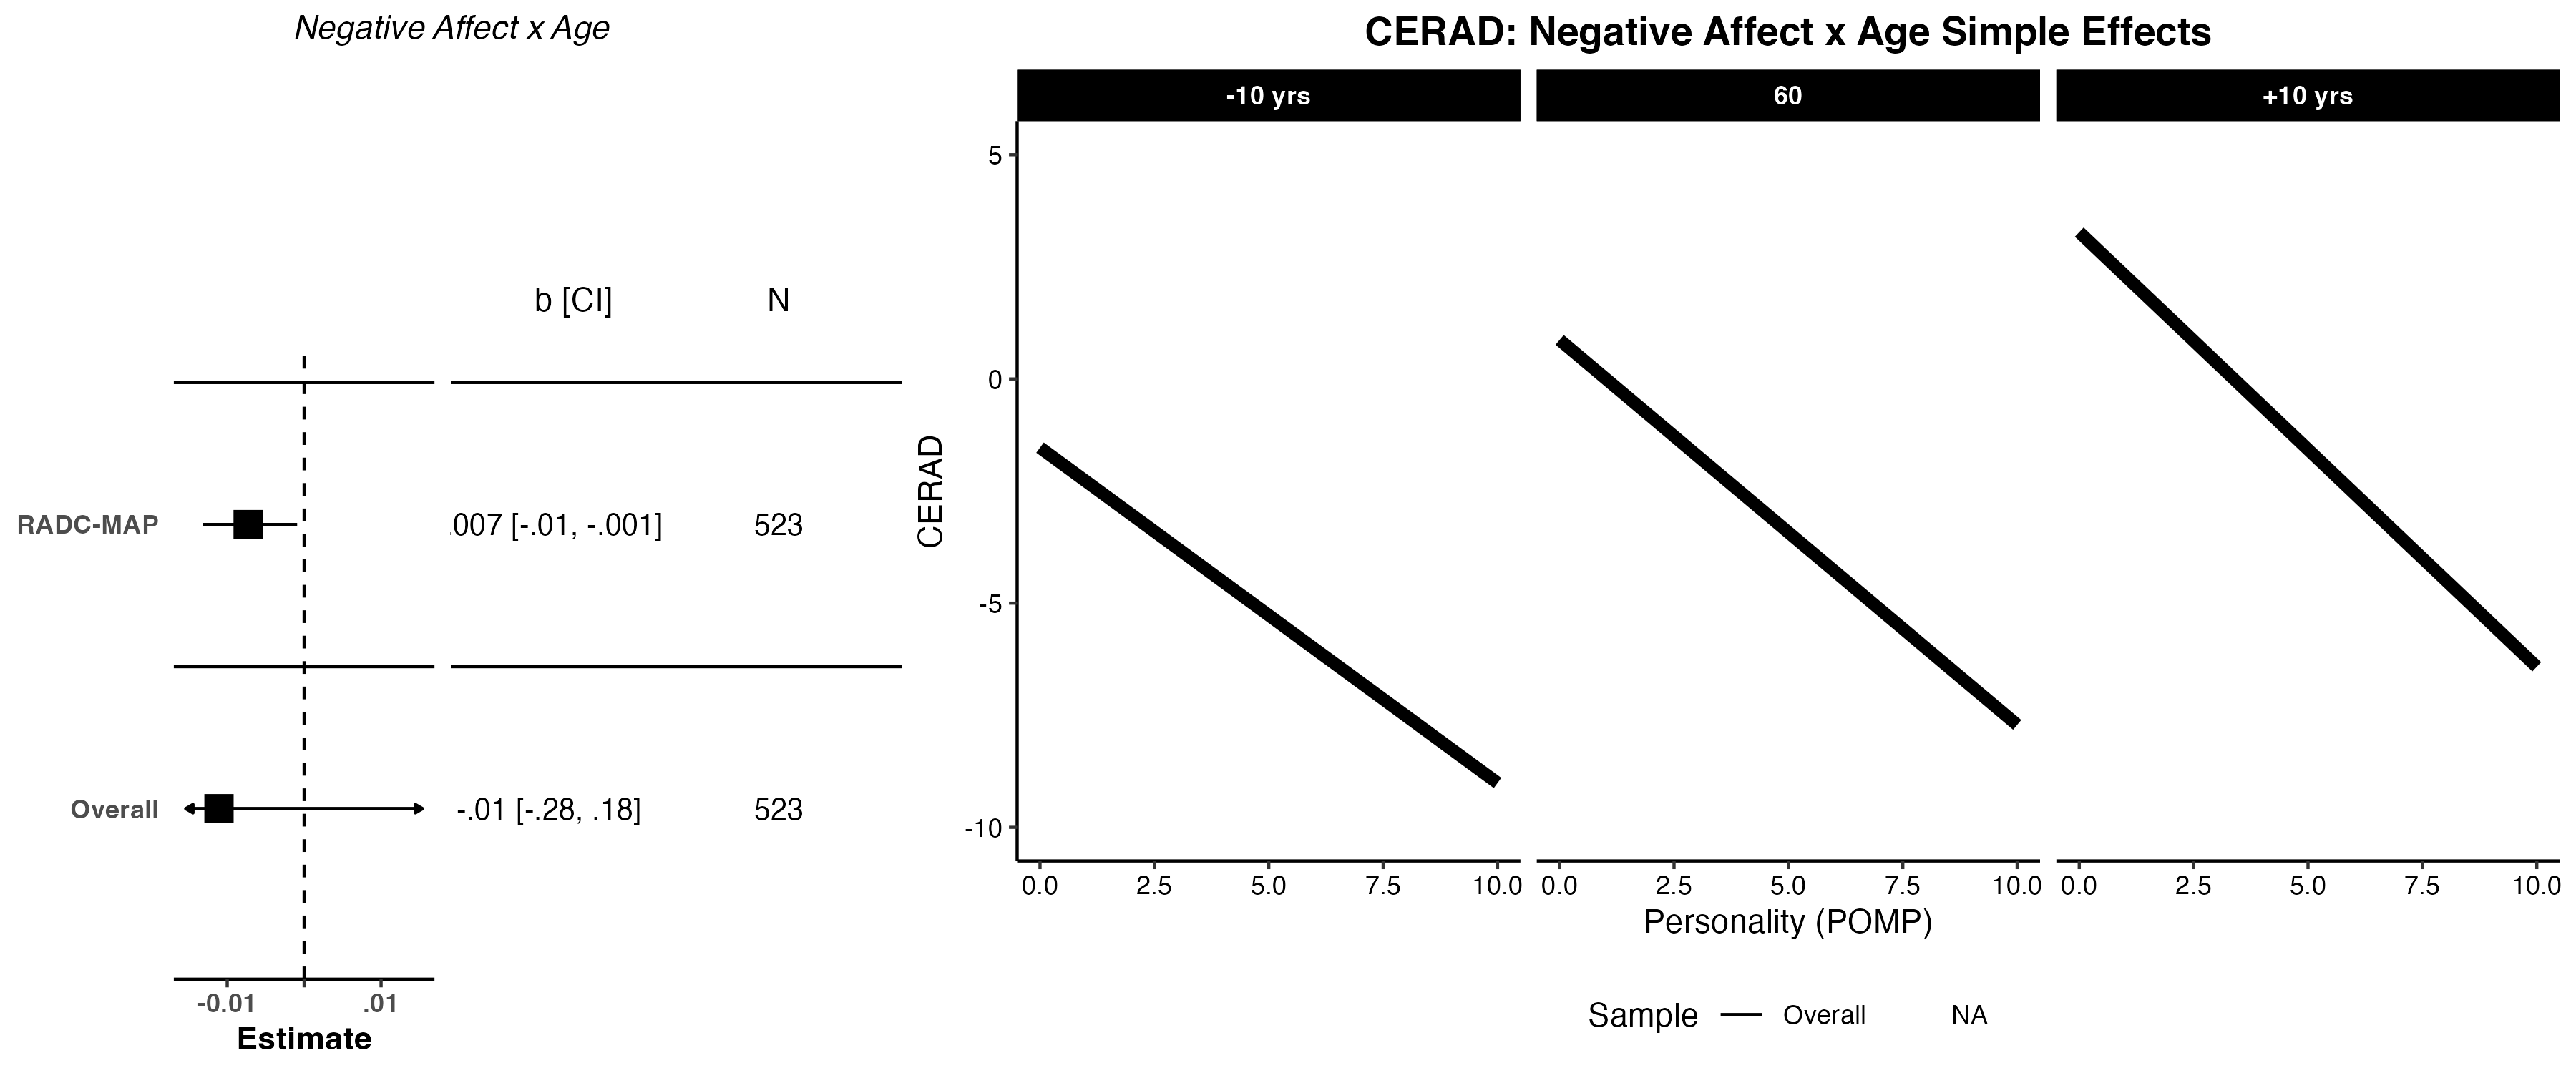 Negative Affect x Age
b [CI] N
RADC-MAP .007 [-.01, -.001] 523
Overall -.01 [-.28, .18] 523
-0.01 .01
Estimate
CERAD: Negative Affect x Age Simple Effects
-10 yrs 60 +10 yrs
CERAD
5
0
-5
-10
0.0 2.5 5.0 7.5 10.0 0.0 2.5 5.0 7.5 10.0 0.0 2.5 5.0 7.5 10.0
Personality (POMP)
Sample Overall NA